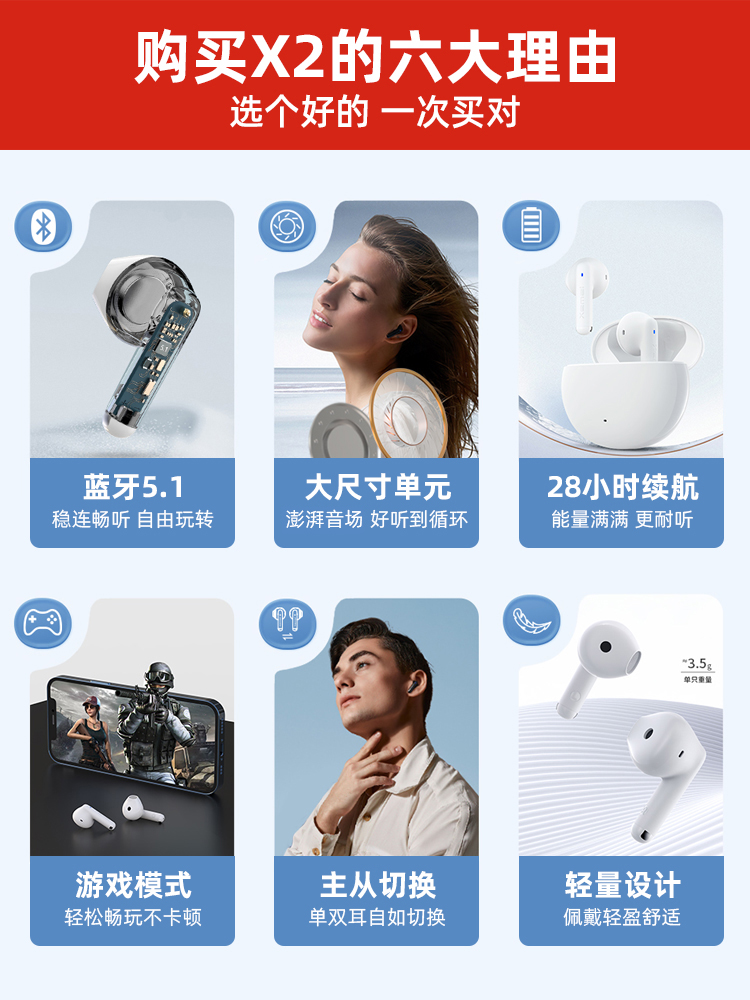 购买X2的六大理由
选个好的 一次买对
蓝牙5.1
稳连畅听 自由玩转
大尺寸单元
澎湃音场 好听到循环
28小时续航
能量满满 更耐听
≈3.5g
单只重量
游戏模式
轻松畅玩不卡顿
主从切换
单双耳自如切换
轻量设计
佩戴轻盈舒适